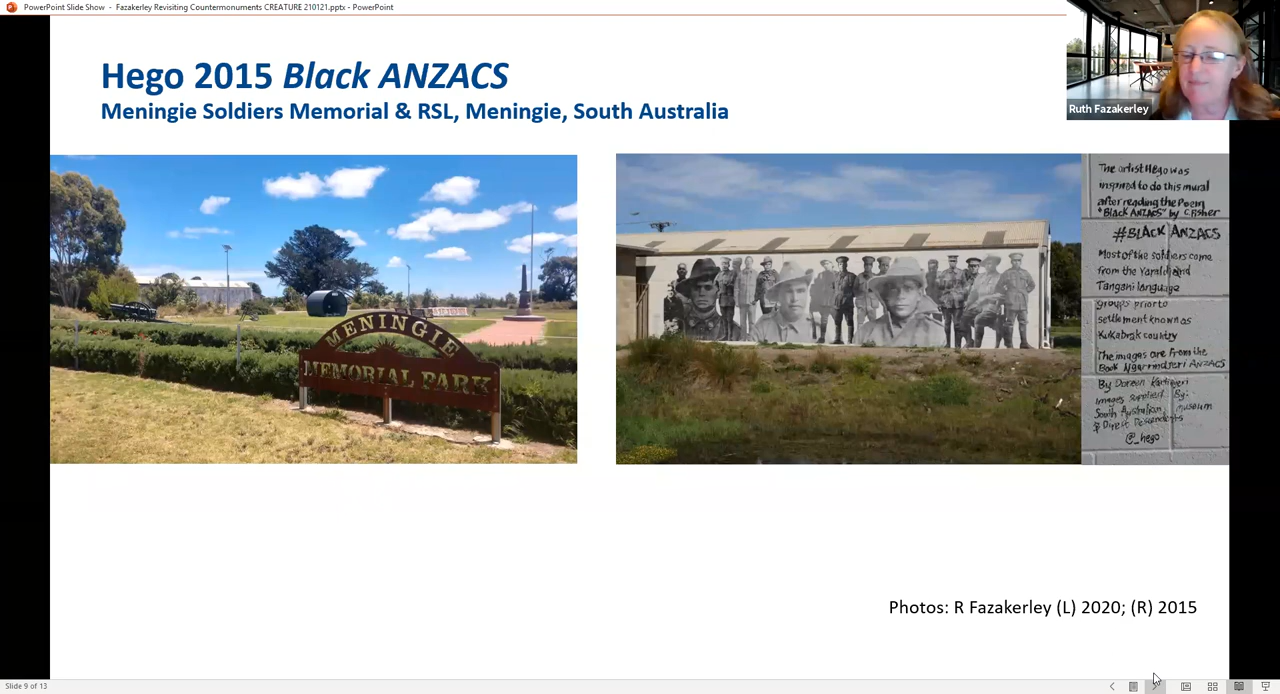 PowerPoint Slide Show - Fazakerley Revisiting Countermonuments CREATURE 210121.pptx - PowerPoint
Ruth Fazakerley
Hego 2015 Black ANZACS
Meningie Soldiers Memorial & RSL, Meningie, South Australia
MENINGIE
MEMORIAL PARK
The artist Hego was
inspired to do this mural
after reading the Poem
"Black ANZACS" by C.Fisher
#BLACK ANZACS
Most of the soldiers come
from the Yaraldi and
Tangani language
groups prior to
settlement known as
Kukabrak country
The images are from the
Book Ngarrindjeri ANZACS
By Doreen Kartinyeri
Images supplied By:
South Australian museum
& Direct Descendents
@_hego
Photos: R Fazakerley (L) 2020; (R) 2015
Slide 9 of 13